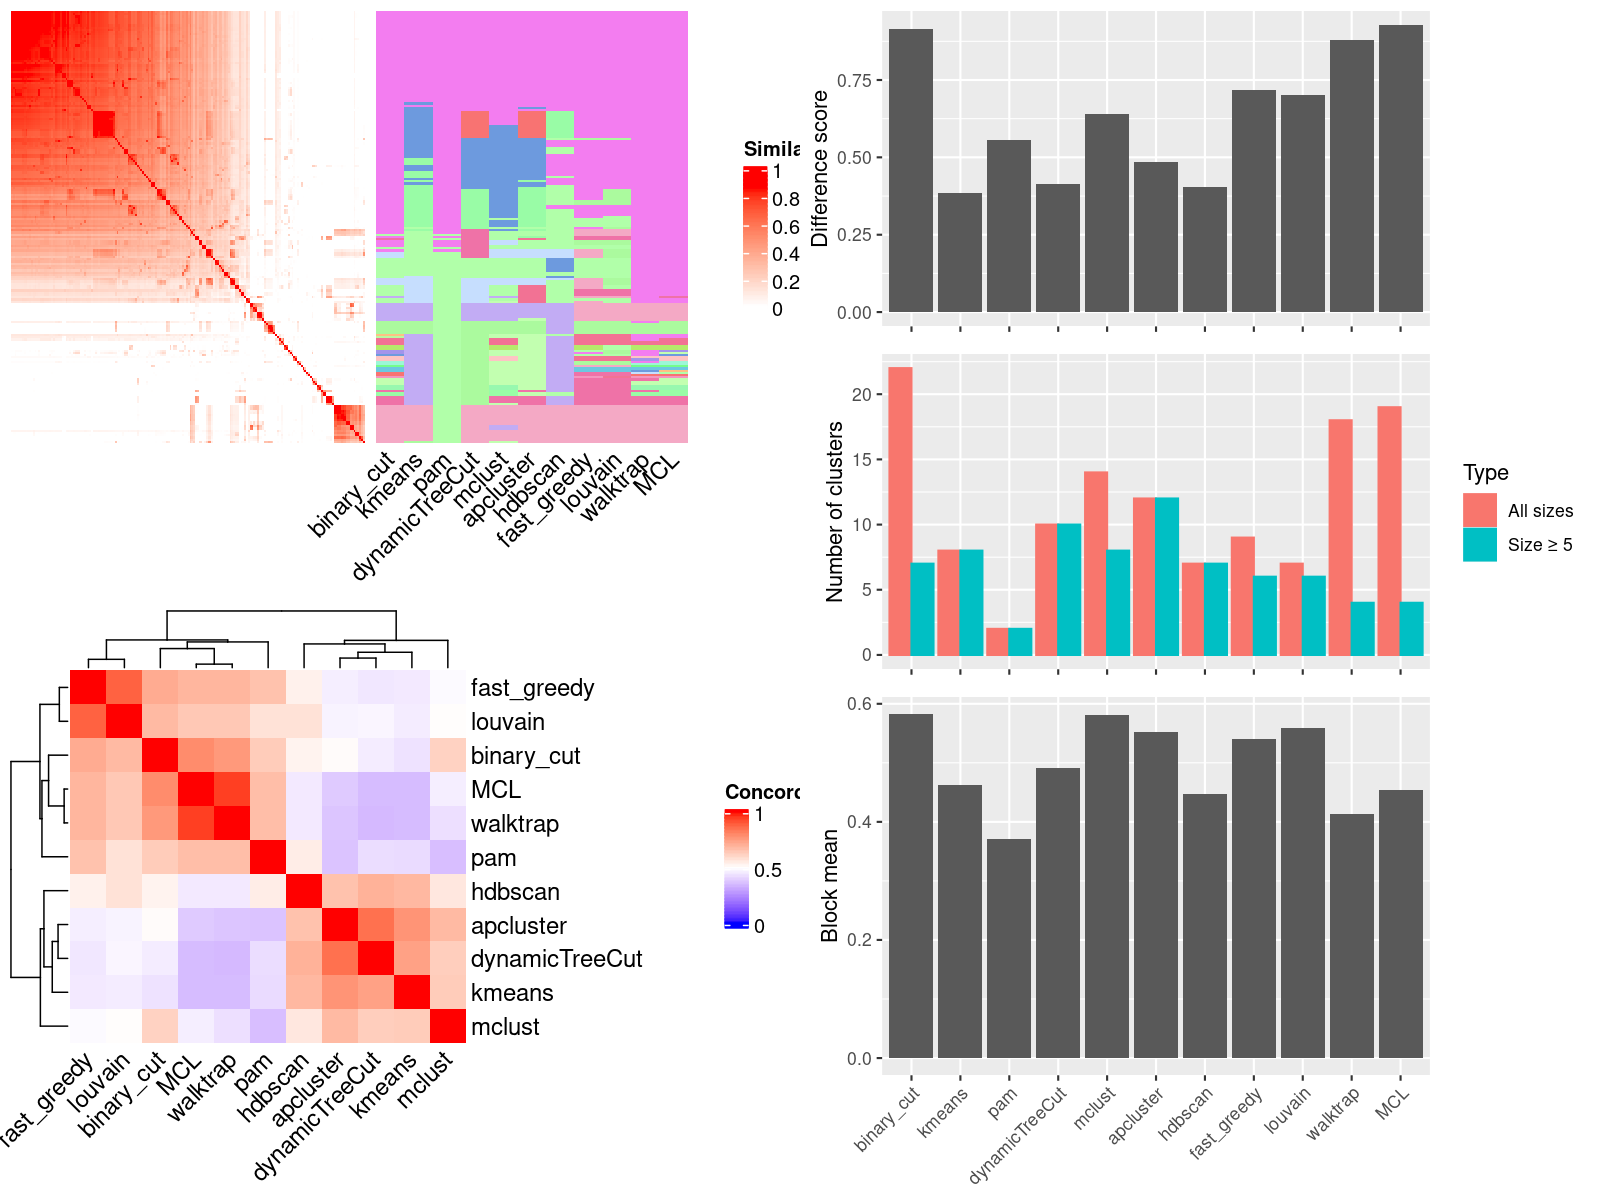 Simila
1
0.8
0.6
0.4
0.2
0
binary_cut
kmeans
pam
dynamicTreeCut
mclust
apcluster
hdbscan
fast_greedy
louvain
walktrap
MCL
Difference score
0.75
0.50
0.25
0.00
Number of clusters
20
15
10
5
0
Type
All sizes
Size ≥ 5
Block mean
0.6
0.4
0.2
0.0
binary_cut
kmeans
pam
dynamicTreeCut
mclust
apcluster
hdbscan
fast_greedy
louvain
walktrap
MCL
fast_greedy
louvain
binary_cut
MCL
walktrap
pam
hdbscan
apcluster
dynamicTreeCut
kmeans
mclust
fast_greedy
louvain
binary_cut
MCL
walktrap
pam
hdbscan
apcluster
dynamicTreeCut
kmeans
mclust
Concord
1
0.5
0